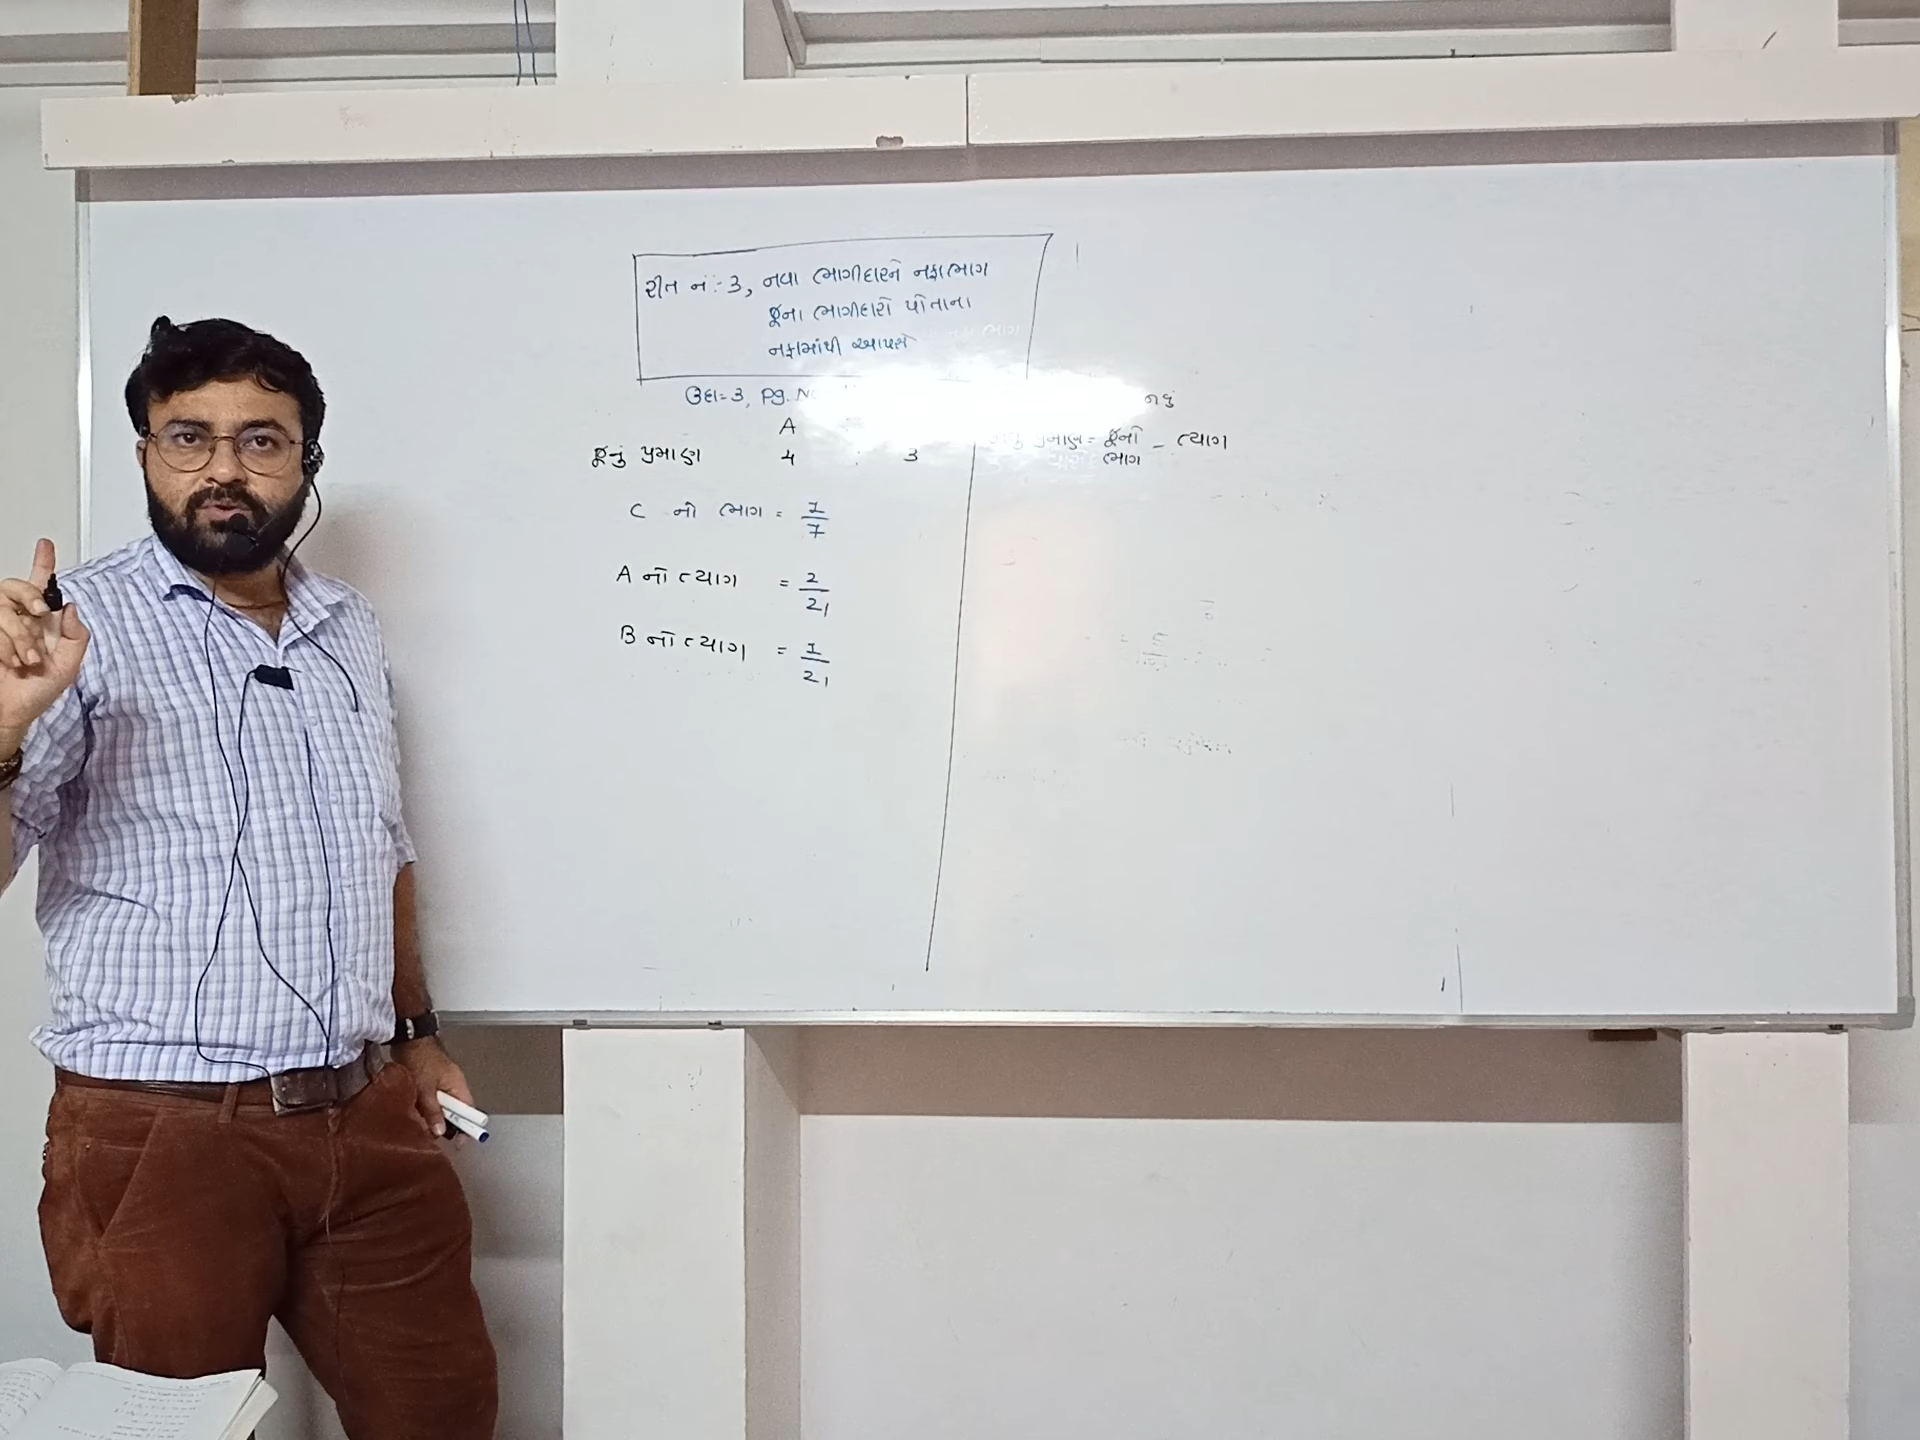 રીત નં:- 3, નવા ભાગીદારને નફાભાગ
જૂના ભાગીદારો પોતાના
નફામાંથી આપશે
ઉદા= 3, Pg. N
A
જૂનું પ્રમાણ 4 : 3
C નો ભાગ = 1/7
A નો ત્યાગ = 2/21
B નો ત્યાગ = 1/21
પ્રમાણ = જૂનો ભાગ - ત્યાગ